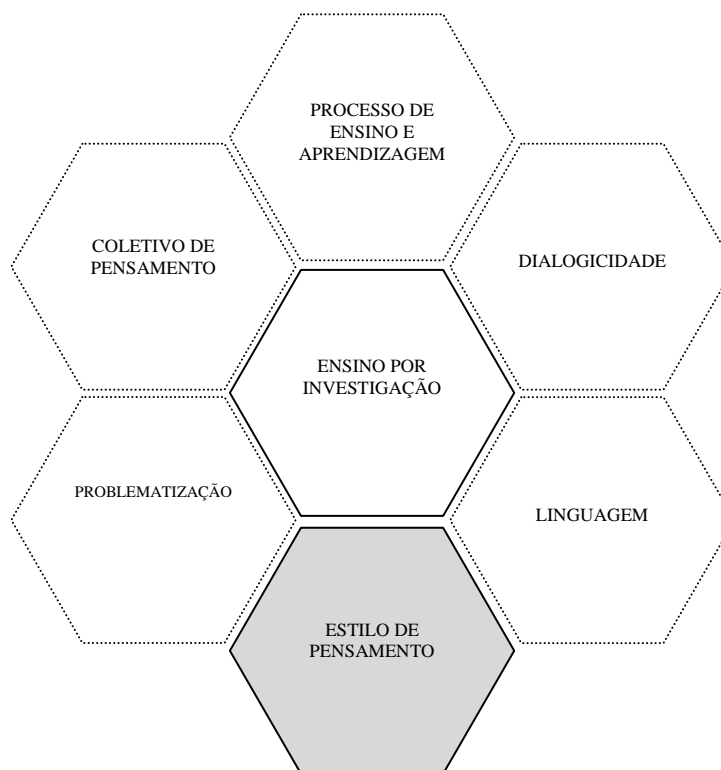 PROCESSO DE
ENSINO E
APRENDIZAGEM
COLETIVO DE
PENSAMENTO
DIALOGICIDADE
ENSINO POR
INVESTIGAÇÃO
PROBLEMATIZAÇÃO
LINGUAGEM
ESTILO DE
PENSAMENTO